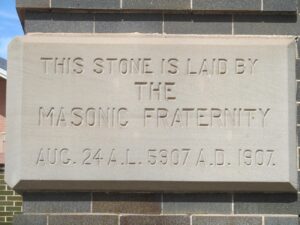 THIS STONE IS LAID BY
THE
MASONIC FRATERNITY
AUG. 24 A.L. 5907 A.D. 1907.